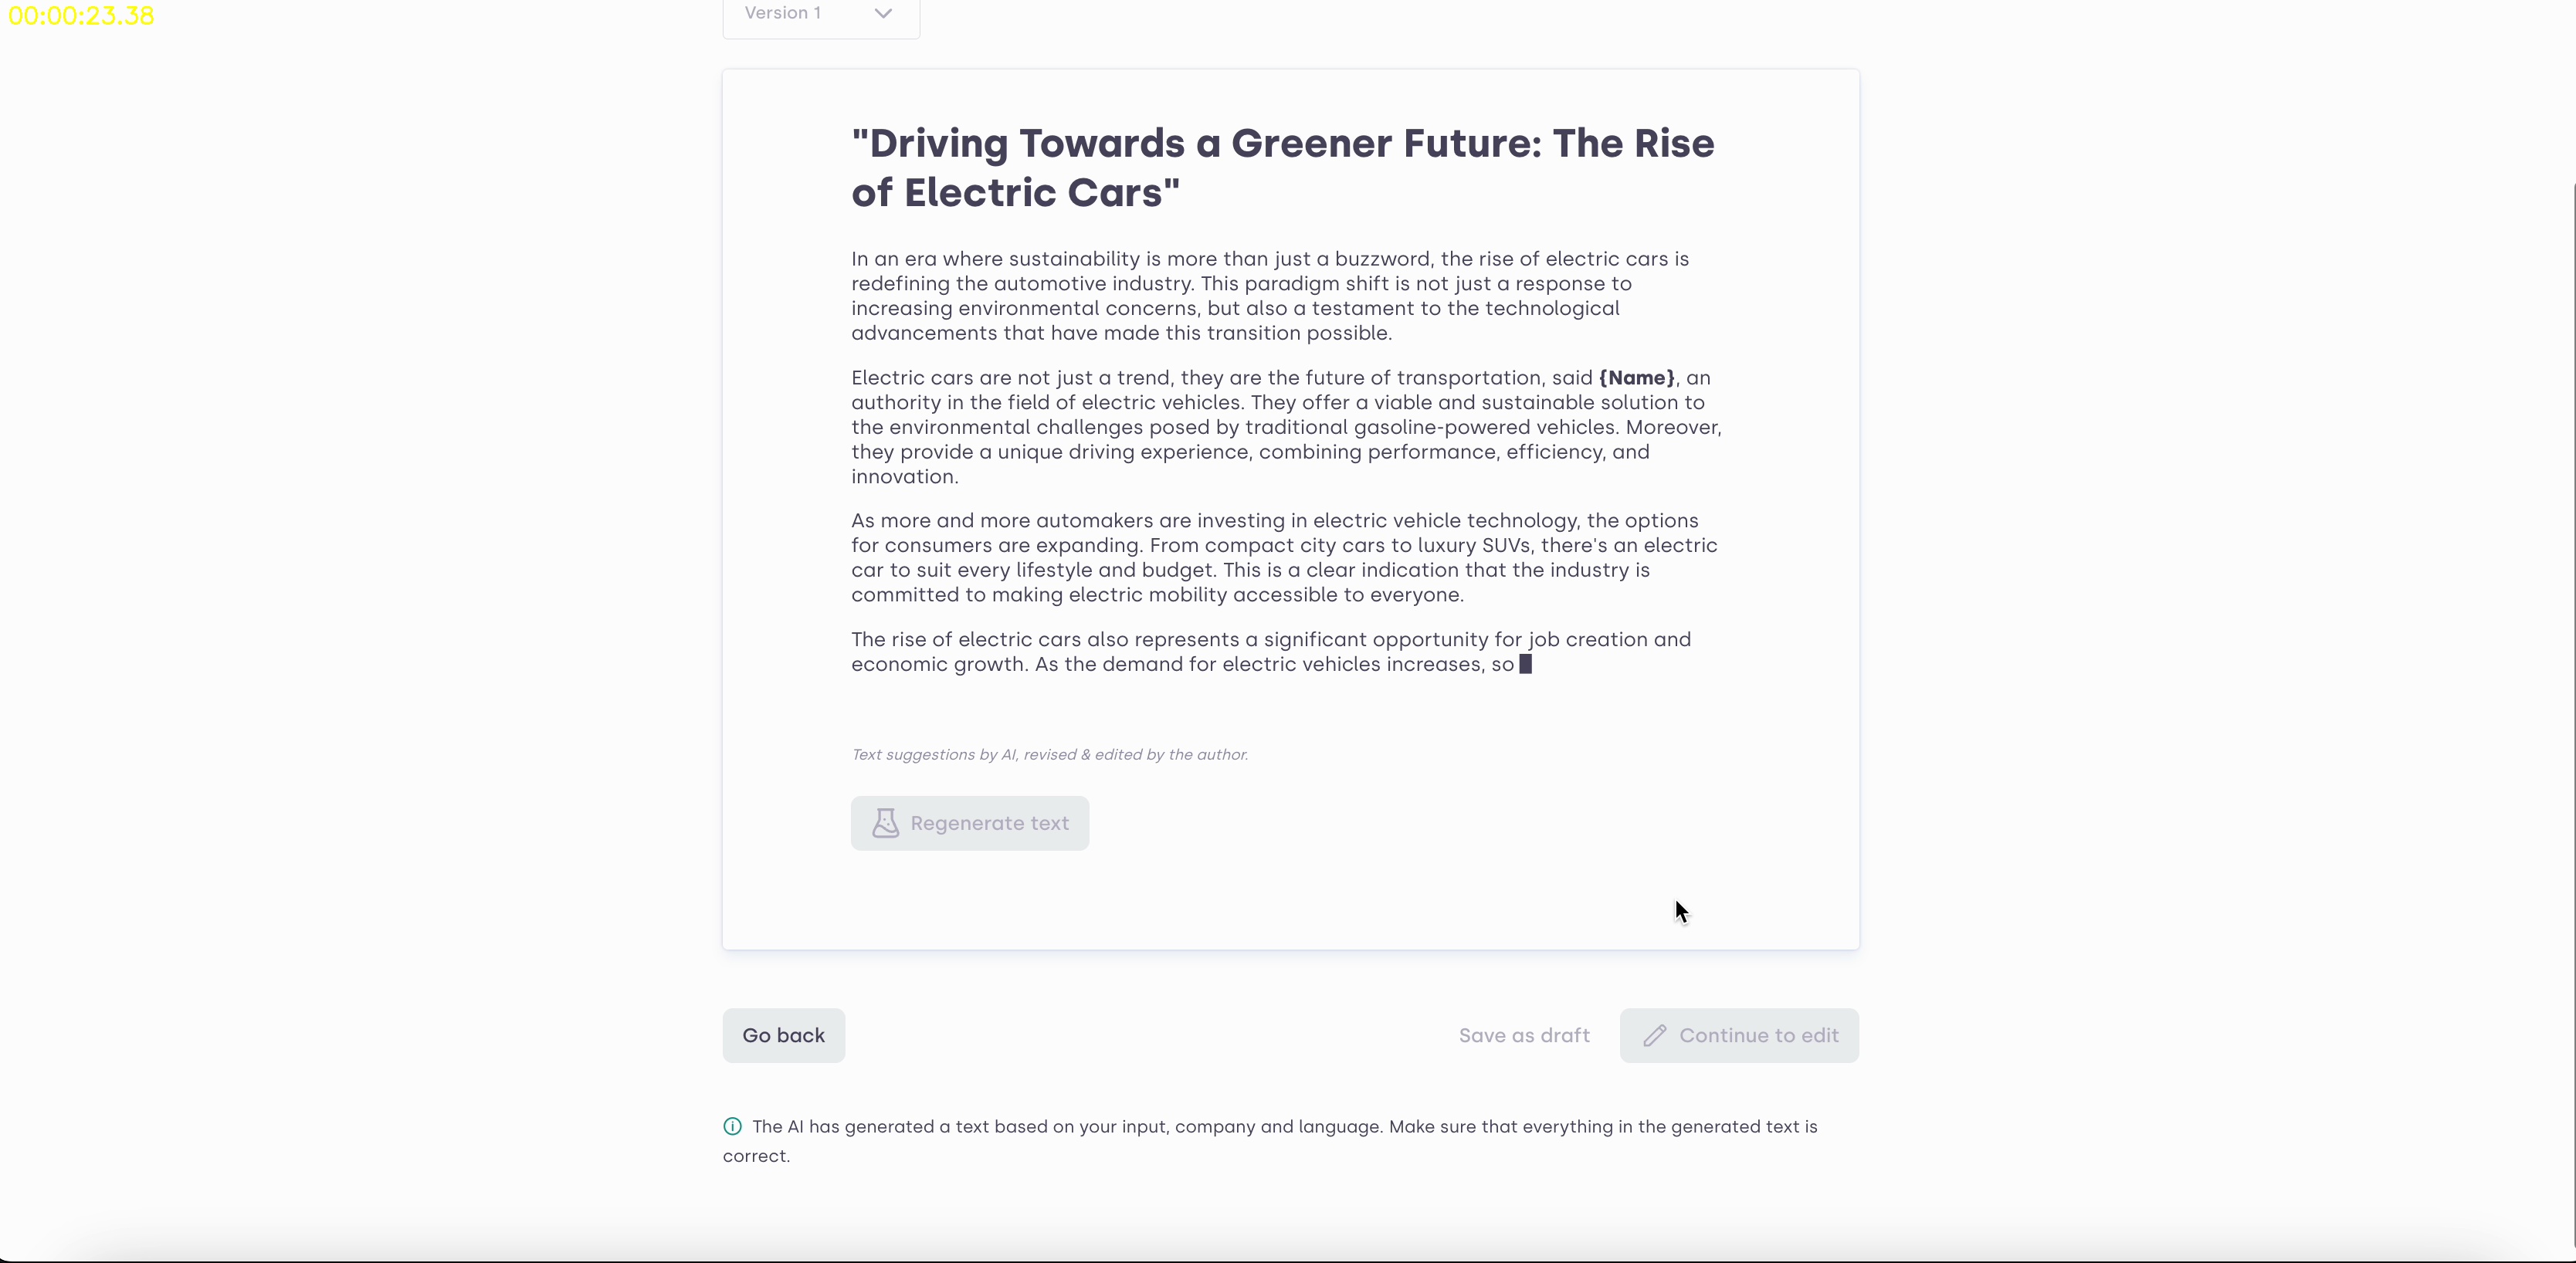 00:00:23.38
Version 1
"Driving Towards a Greener Future: The Rise
of Electric Cars"
In an era where sustainability is more than just a buzzword, the rise of electric cars is
redefining the automotive industry. This paradigm shift is not just a response to
increasing environmental concerns, but also a testament to the technological
advancements that have made this transition possible.
Electric cars are not just a trend, they are the future of transportation, said {Name}, an
authority in the field of electric vehicles. They offer a viable and sustainable solution to
the environmental challenges posed by traditional gasoline-powered vehicles. Moreover,
they provide a unique driving experience, combining performance, efficiency, and
innovation.
As more and more automakers are investing in electric vehicle technology, the options
for consumers are expanding. From compact city cars to luxury SUVs, there's an electric
car to suit every lifestyle and budget. This is a clear indication that the industry is
committed to making electric mobility accessible to everyone.
The rise of electric cars also represents a significant opportunity for job creation and
economic growth. As the demand for electric vehicles increases, so
Text suggestions by AI, revised & edited by the author.
Regenerate text
Go back
Save as draft
Continue to edit
The AI has generated a text based on your input, company and language. Make sure that everything in the generated text is
correct.